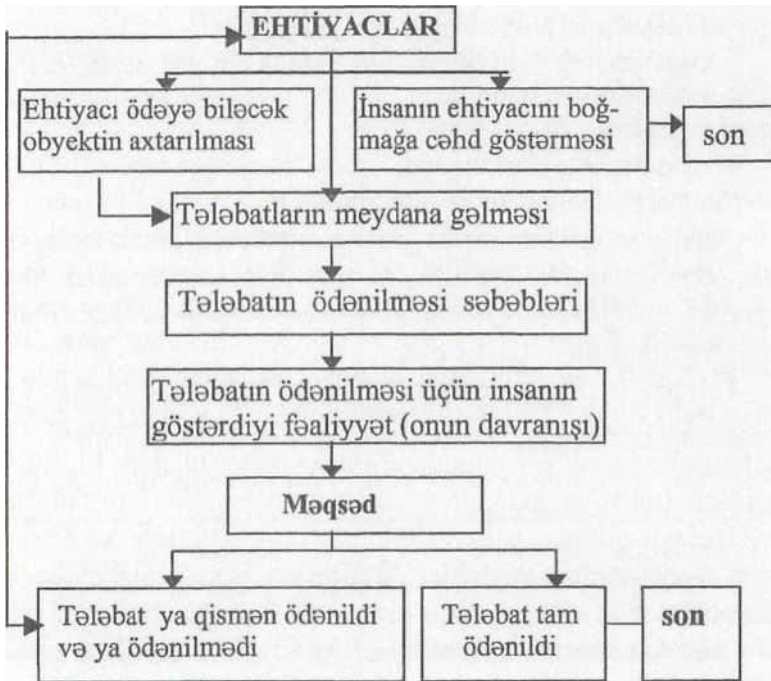 EHTİYACLAR
Ehtiyacı ödəyə biləcək
obyektin axtarılması
İnsanın ehtiyacını boğ-
mağa cəhd göstərməsi
son
Tələbatların meydana gəlməsi
Tələbatın ödənilməsi səbəbləri
Tələbatın ödənilməsi üçün insanın
göstərdiyi fəaliyyət (onun davranışı)
Məqsəd
Tələbat ya qismən ödənildi
və ya ödənilmədi
Tələbat tam
ödənildi
son